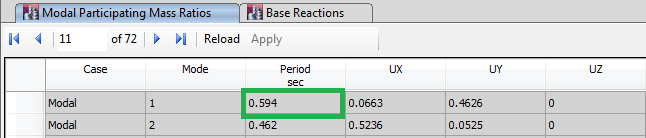 Modal Participating Mass Ratios Base Reactions
11 of 72 Reload Apply
Case Mode Period UX UY UZ
sec
Modal 1 0.594 0.0663 0.4626 0
Modal 2 0.462 0.5236 0.0525 0